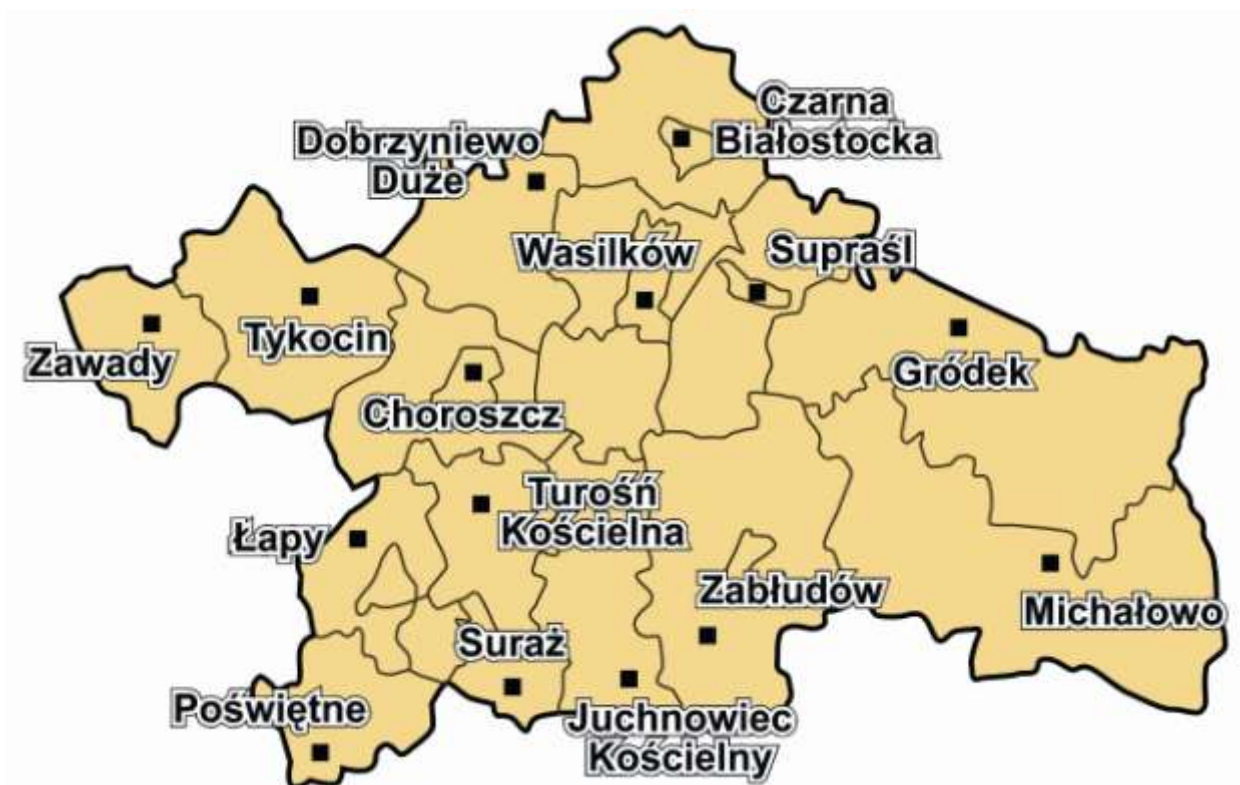 Czarna
Białostocka
Dobrzyniewo
Duże
Wasilków
Supraśl
Tykocin
Zawady
Gródek
Choroszcz
Turośń
Kościelna
Łapy
Zabłudów
Michałowo
Suraż
Poświętne
Juchnowiec
Kościelny